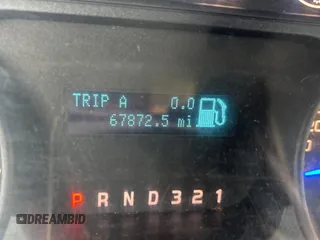 TRIP A 0.0
67872.5 mi
P R N D 3 2 1
DREAMBID